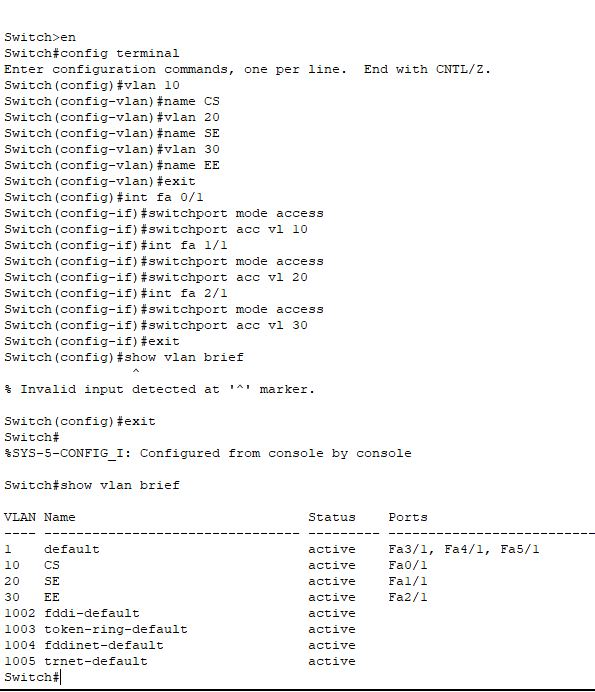 Switch>en
Switch#config terminal
Enter configuration commands, one per line.  End with CNTL/Z.
Switch(config)#vlan 10
Switch(config-vlan)#name CS
Switch(config-vlan)#vlan 20
Switch(config-vlan)#name SE
Switch(config-vlan)#vlan 30
Switch(config-vlan)#name EE
Switch(config-vlan)#exit
Switch(config)#int fa 0/1
Switch(config-if)#switchport mode access
Switch(config-if)#switchport acc vl 10
Switch(config-if)#int fa 1/1
Switch(config-if)#switchport mode access
Switch(config-if)#switchport acc vl 20
Switch(config-if)#int fa 2/1
Switch(config-if)#switchport mode access
Switch(config-if)#switchport acc vl 30
Switch(config-if)#exit
Switch(config)#show vlan brief
                ^
% Invalid input detected at '^' marker.
Switch(config)#exit
Switch#
%SYS-5-CONFIG_I: Configured from console by console
Switch#show vlan brief
VLAN Name                             Status    Ports
---- -------------------------------- --------- -------------------------------
1    default                          active    Fa3/1, Fa4/1, Fa5/1
10   CS                               active    Fa0/1
20   SE                               active    Fa1/1
30   EE                               active    Fa2/1
1002 fddi-default                     active
1003 token-ring-default               active
1004 fddinet-default                  active
1005 trnet-default                    active
Switch#